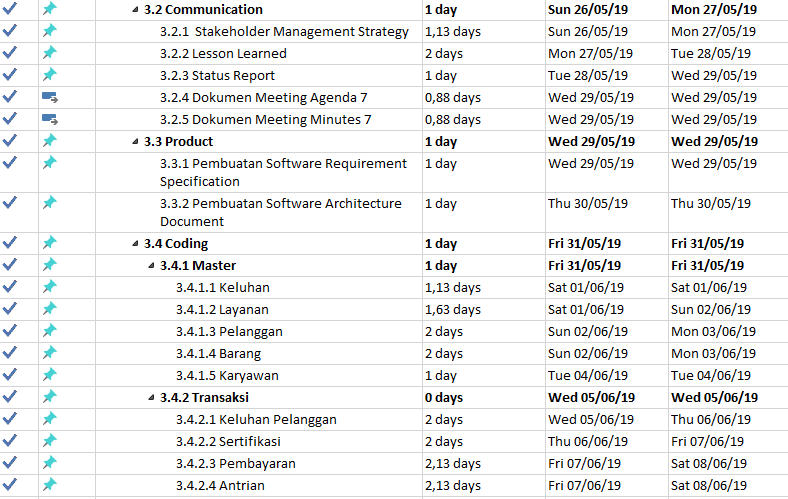 3.2 Communication 1 day Sun 26/05/19 Mon 27/05/19
3.2.1 Stakeholder Management Strategy 1,13 days Sun 26/05/19 Mon 27/05/19
3.2.2 Lesson Learned 2 days Mon 27/05/19 Tue 28/05/19
3.2.3 Status Report 1 day Tue 28/05/19 Wed 29/05/19
3.2.4 Dokumen Meeting Agenda 7 0,88 days Wed 29/05/19 Wed 29/05/19
3.2.5 Dokumen Meeting Minutes 7 0,88 days Wed 29/05/19 Wed 29/05/19
3.3 Product 1 day Wed 29/05/19 Wed 29/05/19
3.3.1 Pembuatan Software Requirement 1 day Wed 29/05/19 Wed 29/05/19
Specification
3.3.2 Pembuatan Software Architecture 1 day Thu 30/05/19 Thu 30/05/19
Document
3.4 Coding 1 day Fri 31/05/19 Fri 31/05/19
3.4.1 Master 1 day Fri 31/05/19 Fri 31/05/19
3.4.1.1 Keluhan 1,13 days Sat 01/06/19 Sat 01/06/19
3.4.1.2 Layanan 1,63 days Sat 01/06/19 Sun 02/06/19
3.4.1.3 Pelanggan 2 days Sun 02/06/19 Mon 03/06/19
3.4.1.4 Barang 2 days Sun 02/06/19 Mon 03/06/19
3.4.1.5 Karyawan 1 day Tue 04/06/19 Tue 04/06/19
3.4.2 Transaksi 0 days Wed 05/06/19 Wed 05/06/19
3.4.2.1 Keluhan Pelanggan 2 days Wed 05/06/19 Thu 06/06/19
3.4.2.2 Sertifikasi 2 days Thu 06/06/19 Fri 07/06/19
3.4.2.3 Pembayaran 2,13 days Fri 07/06/19 Sat 08/06/19
3.4.2.4 Antrian 2,13 days Fri 07/06/19 Sat 08/06/19